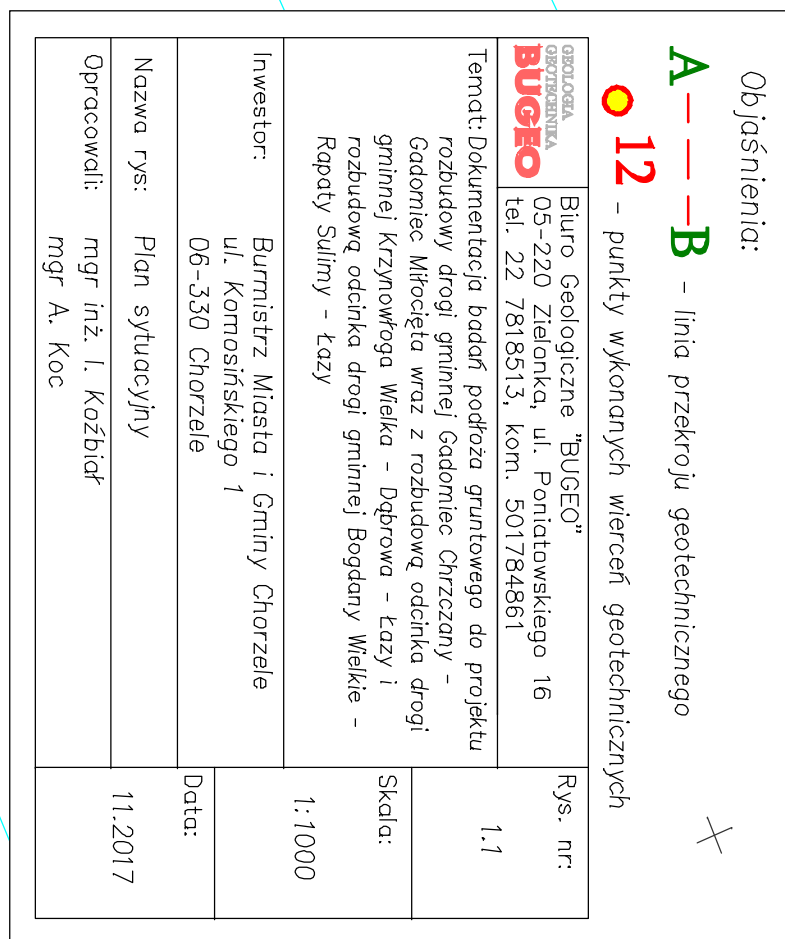 Objaśnienia:
A - - - B - linia przekroju geotechnicznego
12 - punkty wykonanych wierceń geotechnicznych
GEOLOGIA
GEOTECHNIKA
BUGEO
Biuro Geologiczne "BUGEO"
05-220 Zielonka, ul. Poniatowskiego 16
tel. 22 7818513, kom. 501784861
Rys. nr:
1.1
Temat: Dokumentacja badań podłoża gruntowego do projektu
rozbudowy drogi gminnej Gadomiec Chrzczany -
Gadomiec Miłocięta wraz z rozbudową odcinka drogi
gminnej Krzynowłoga Wielka - Dąbrowa - Łazy i
rozbudową odcinka drogi gminnej Bogdany Wielkie -
Rapaty Sulimy - Łazy
Skala:
1:1000
Inwestor:
Burmistrz Miasta i Gminy Chorzele
ul. Komosińskiego 1
06-330 Chorzele
Data:
11.2017
Nazwa rys: Plan sytuacyjny
Opracowali: mgr inż. I. Kaźbiał
mgr A. Koc